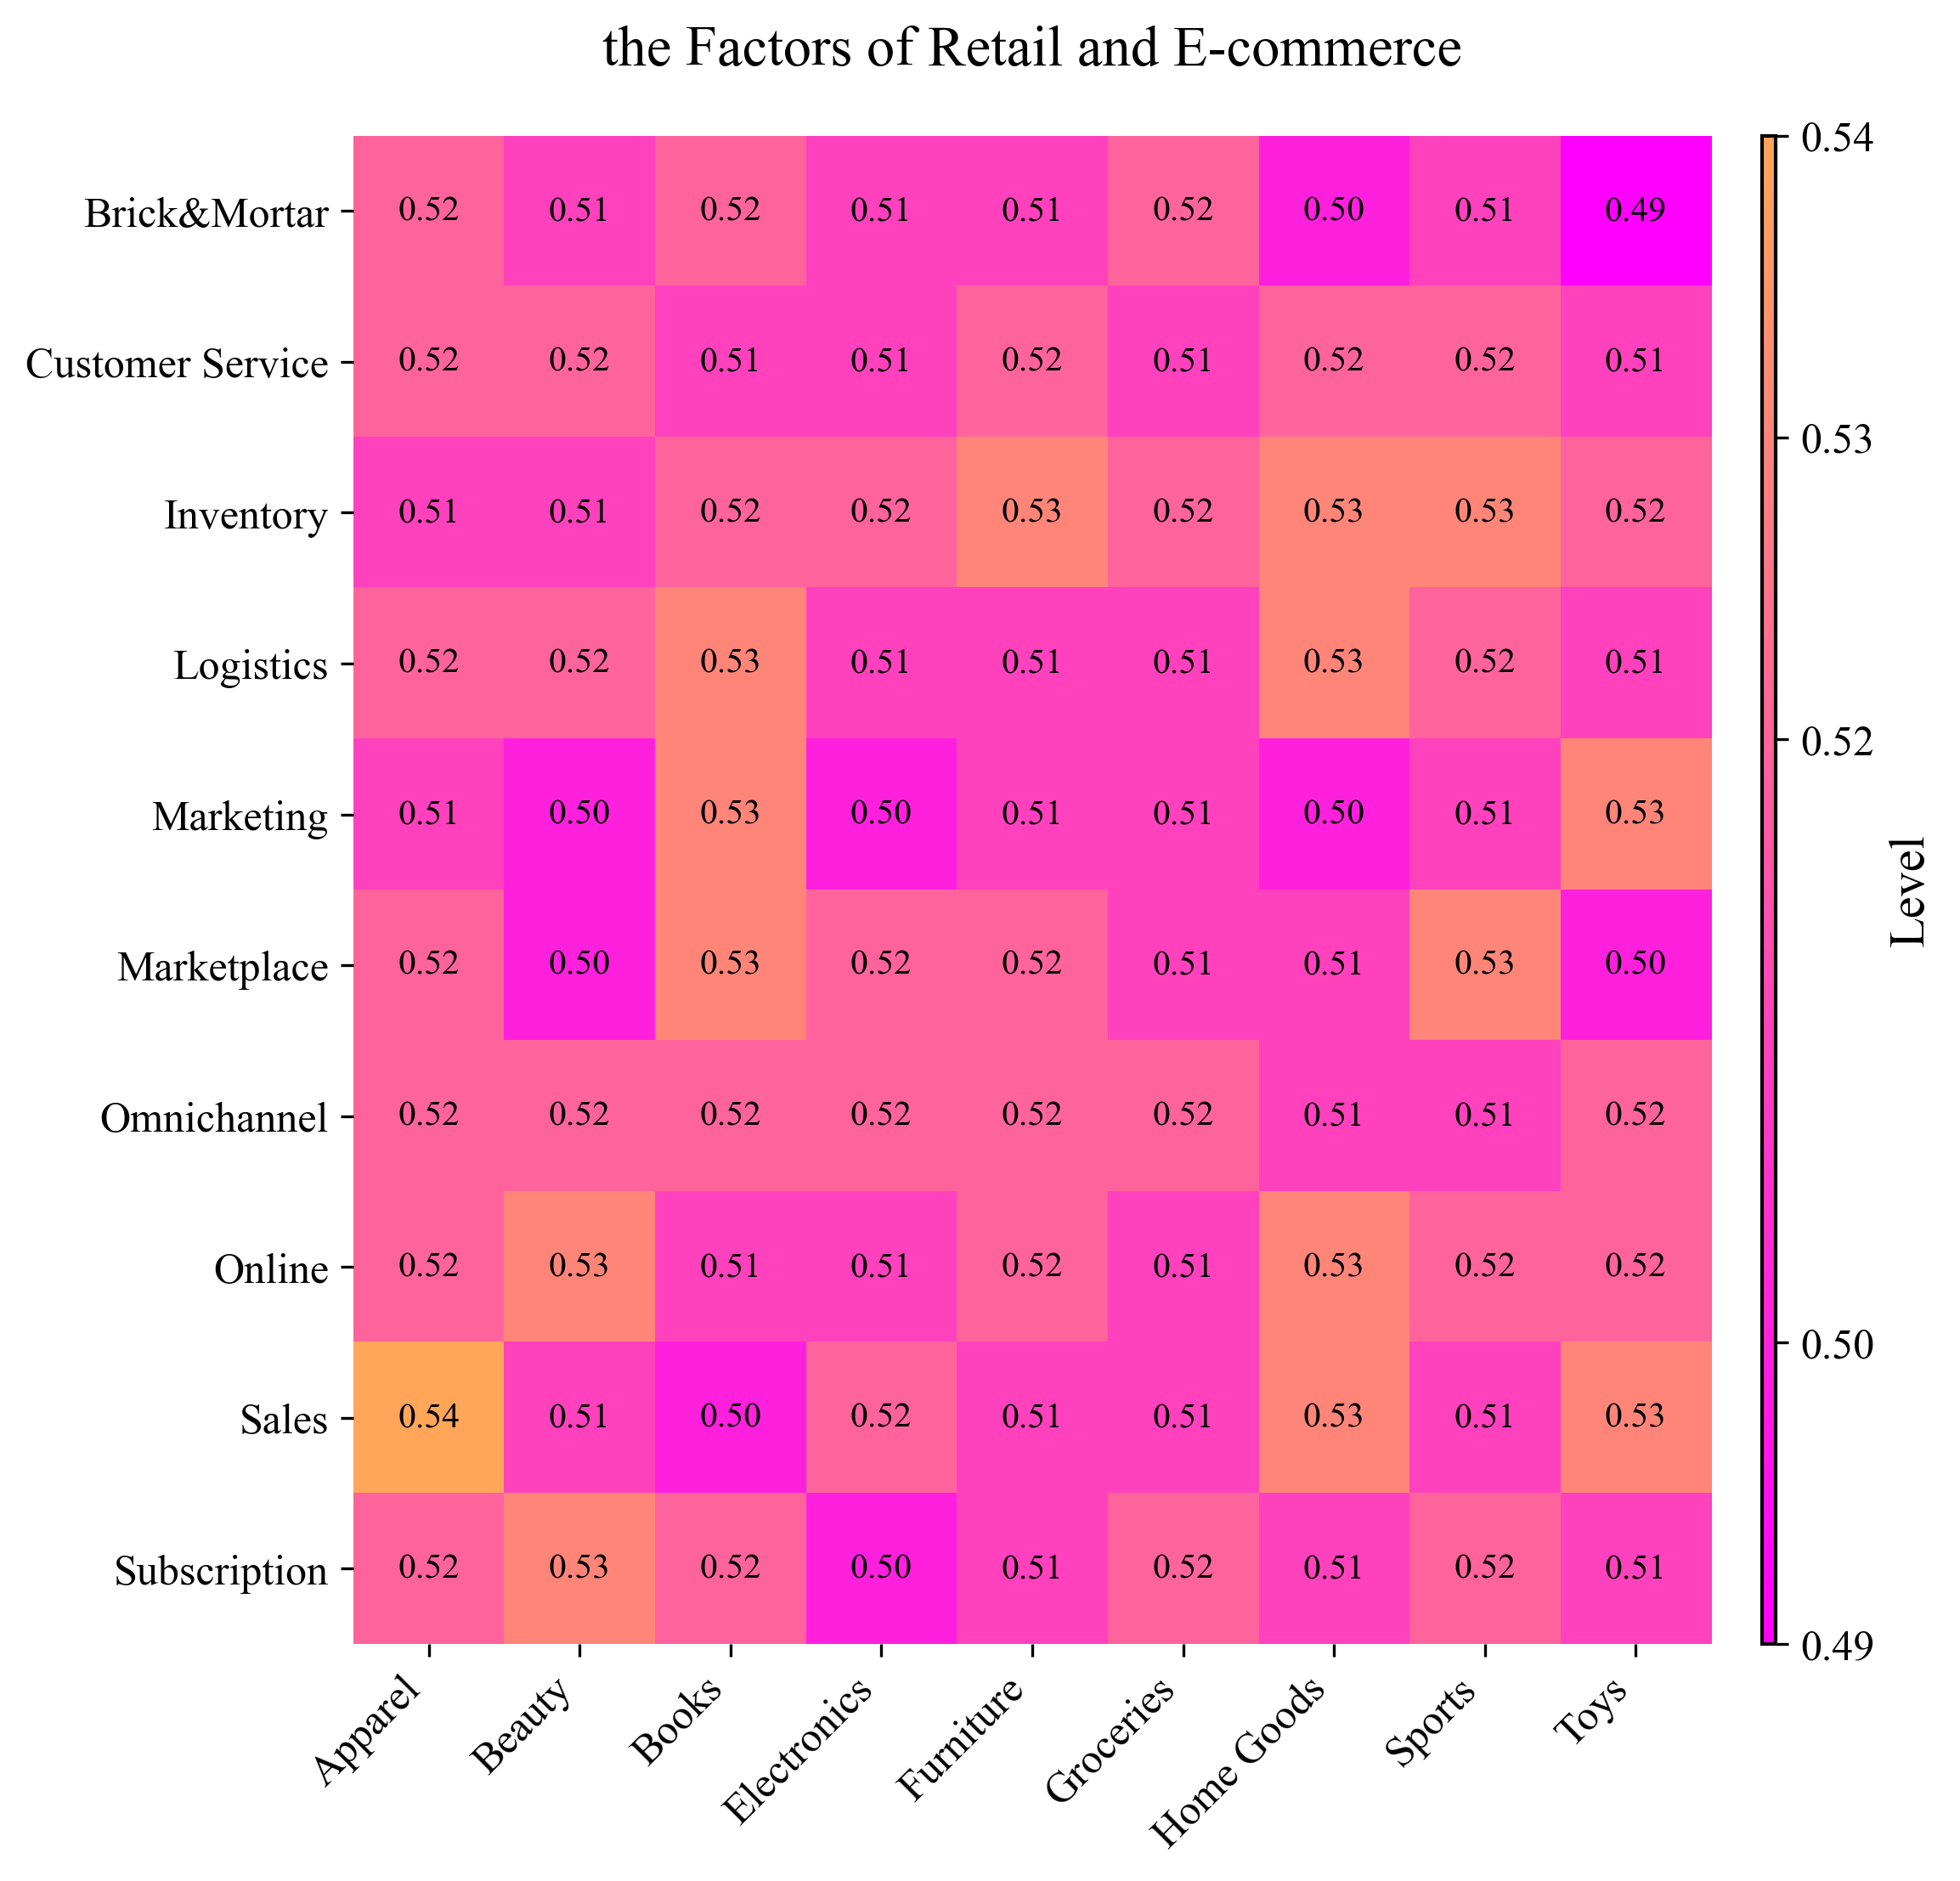 the Factors of Retail and E-commerce
Brick&Mortar 0.52 0.51 0.52 0.51 0.51 0.52 0.50 0.51 0.49
Customer Service 0.52 0.52 0.51 0.51 0.52 0.51 0.52 0.52 0.51
Inventory 0.51 0.51 0.52 0.52 0.53 0.52 0.53 0.53 0.52
Logistics 0.52 0.52 0.53 0.51 0.51 0.51 0.53 0.52 0.51
Marketing 0.51 0.50 0.53 0.50 0.51 0.51 0.50 0.51 0.53
Marketplace 0.52 0.50 0.53 0.52 0.52 0.51 0.51 0.53 0.50
Omnichannel 0.52 0.52 0.52 0.52 0.52 0.52 0.51 0.51 0.52
Online 0.52 0.53 0.51 0.51 0.52 0.51 0.53 0.52 0.52
Sales 0.54 0.51 0.50 0.52 0.51 0.51 0.53 0.51 0.53
Subscription 0.52 0.53 0.52 0.50 0.51 0.52 0.51 0.52 0.51
Apparel Beauty Books Electronics Furniture Groceries Home Goods Sports Toys
0.54
0.53
0.52
0.50
0.49
Level